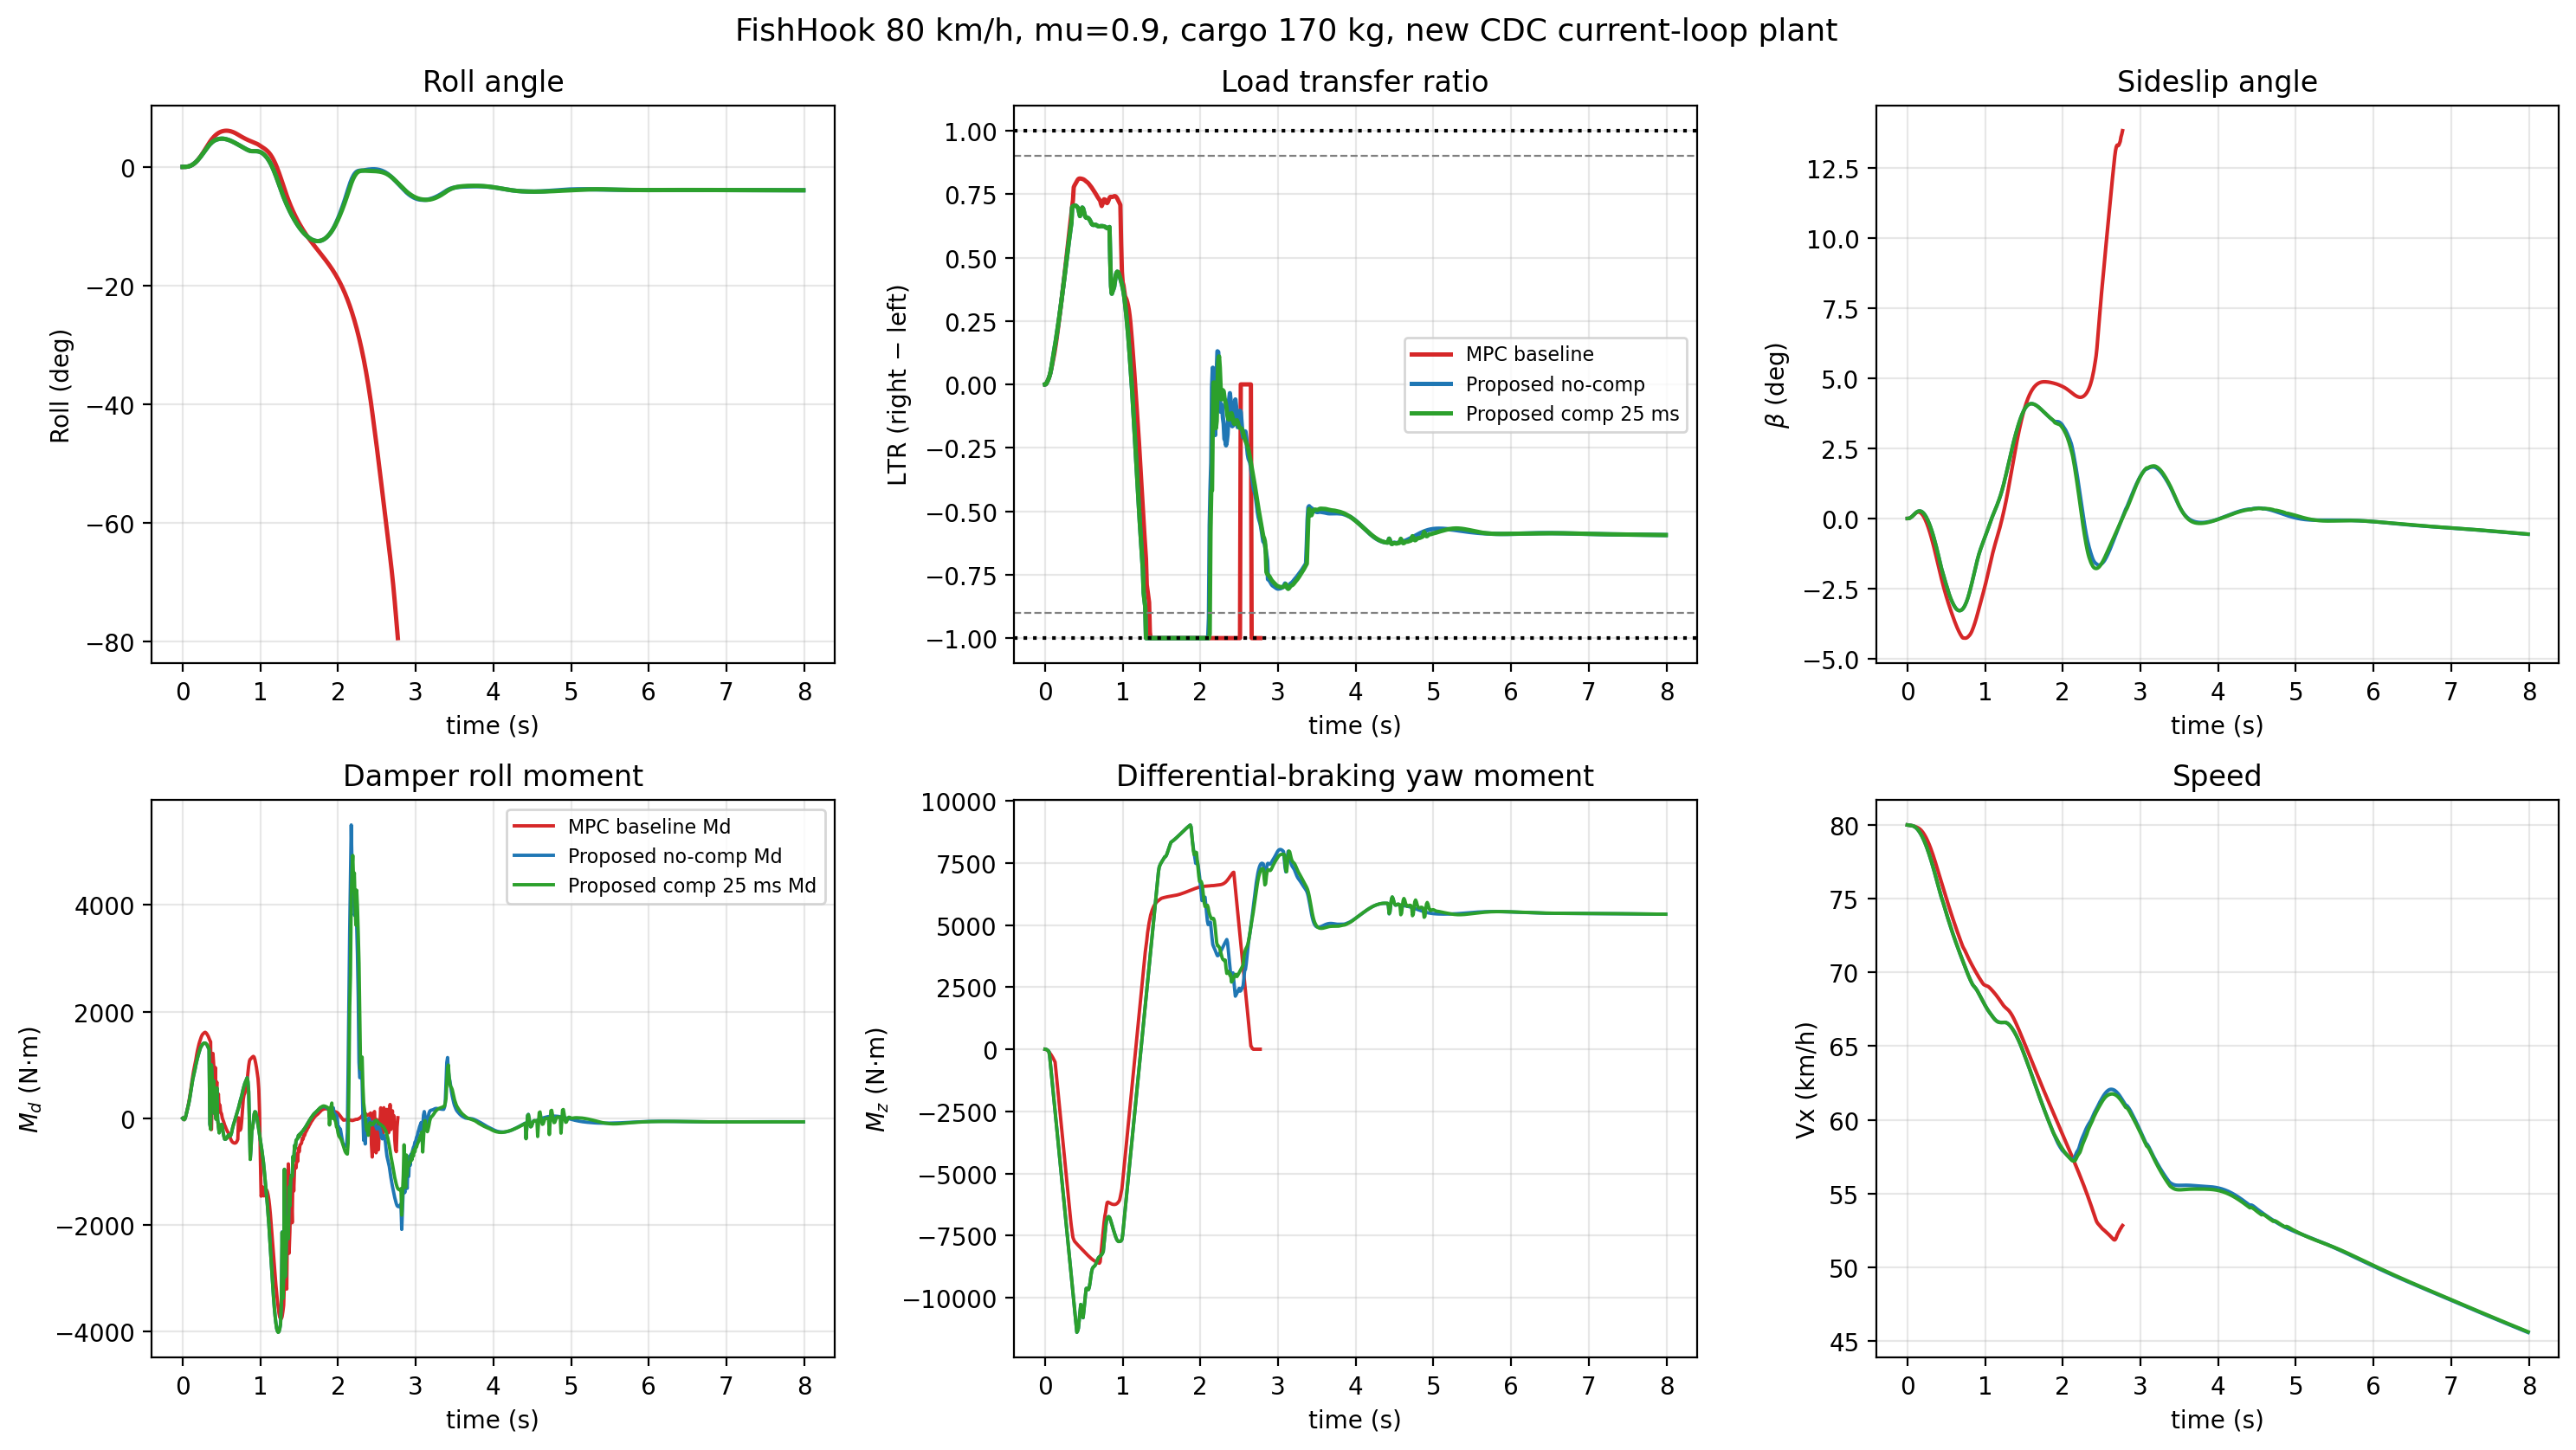 FishHook 80 km/h, mu=0.9, cargo 170 kg, new CDC current-loop plant
Roll angle
0
−20
−40
−60
−80
Roll (deg)
0 1 2 3 4 5 6 7 8
time (s)
Load transfer ratio
1.00
0.75
0.50
0.25
0.00
−0.25
−0.50
−0.75
−1.00
LTR (right − left)
MPC baseline
Proposed no-comp
Proposed comp 25 ms
0 1 2 3 4 5 6 7 8
time (s)
Sideslip angle
12.5
10.0
7.5
5.0
2.5
0.0
−2.5
−5.0
β (deg)
0 1 2 3 4 5 6 7 8
time (s)
Damper roll moment
4000
2000
0
−2000
−4000
M_d (N·m)
MPC baseline Md
Proposed no-comp Md
Proposed comp 25 ms Md
0 1 2 3 4 5 6 7 8
time (s)
Differential-braking yaw moment
10000
7500
5000
2500
0
−2500
−5000
−7500
−10000
M_z (N·m)
0 1 2 3 4 5 6 7 8
time (s)
Speed
80
75
70
65
60
55
50
45
Vx (km/h)
0 1 2 3 4 5 6 7 8
time (s)